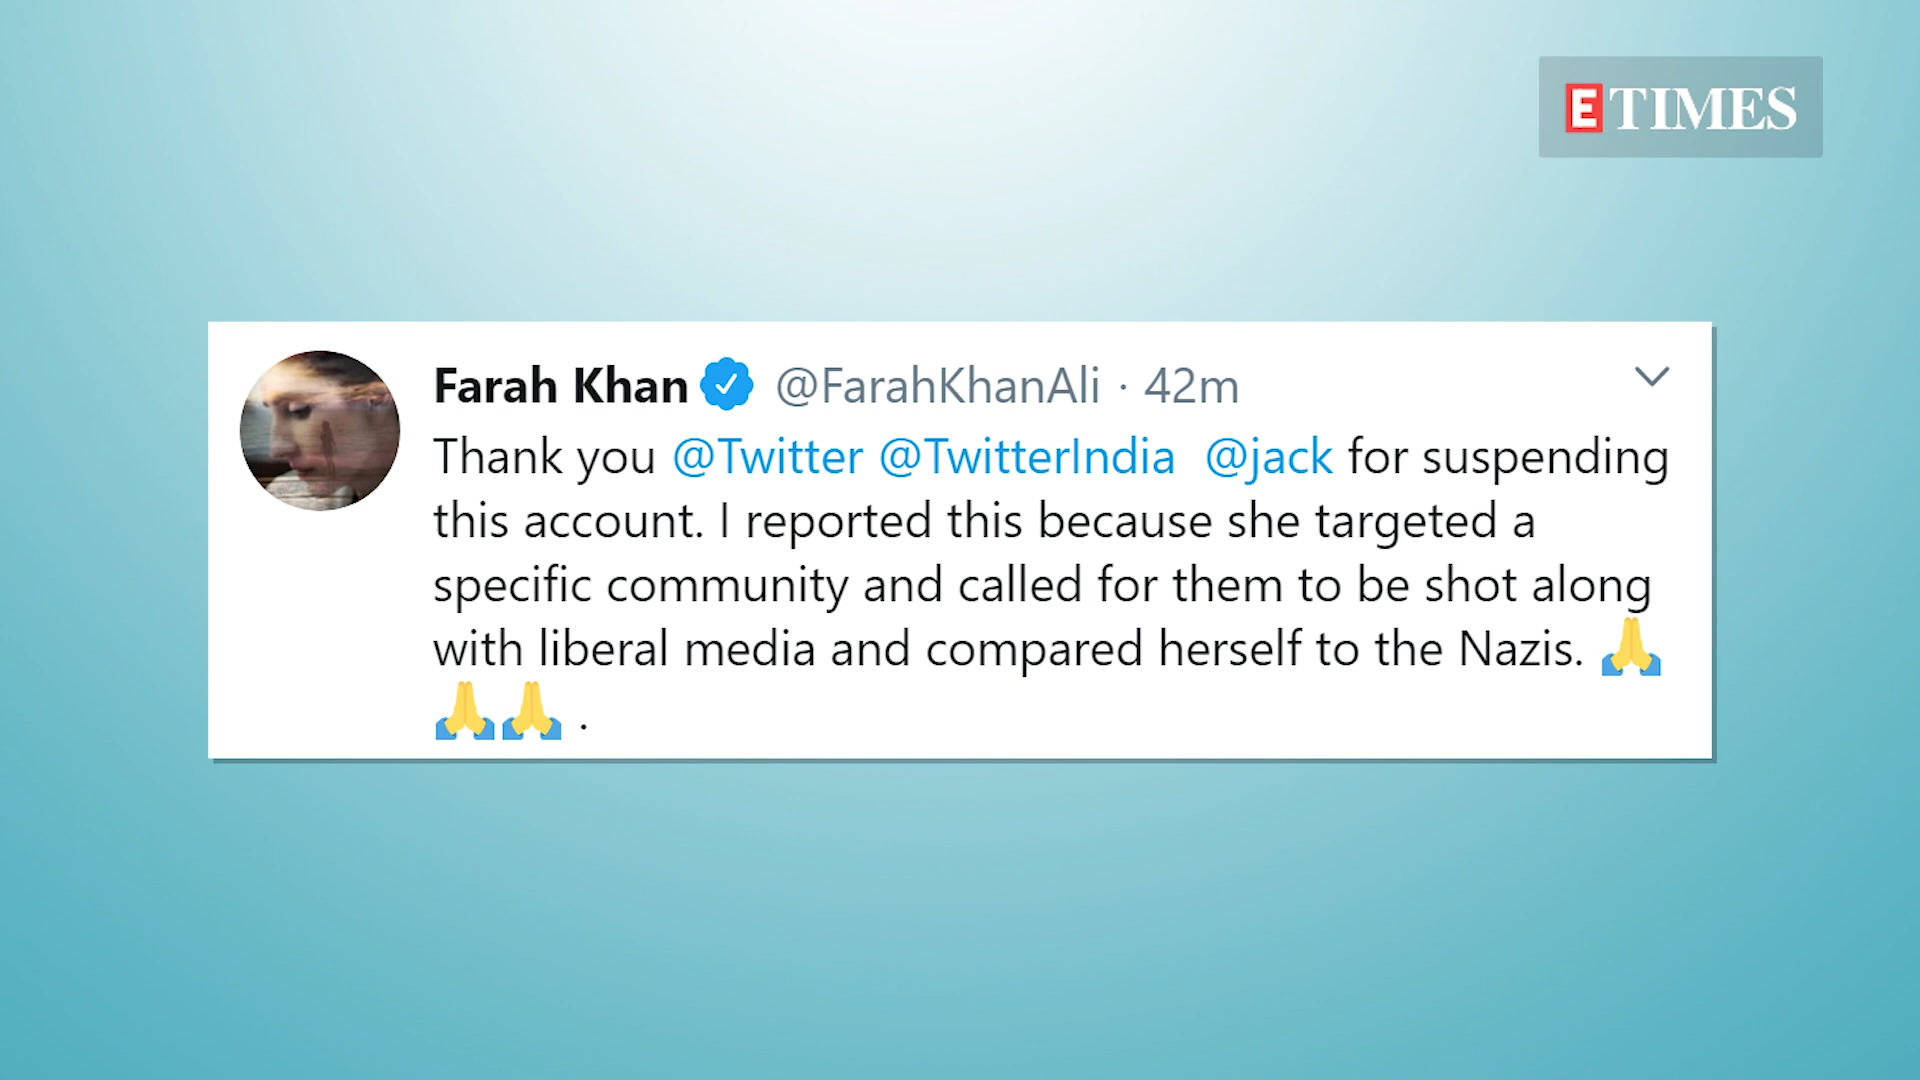 E TIMES
Farah Khan @FarahKhanAli · 42m
Thank you @Twitter @TwitterIndia @jack for suspending
this account. I reported this because she targeted a
specific community and called for them to be shot along
with liberal media and compared herself to the Nazis. 🙏
🙏🙏 .